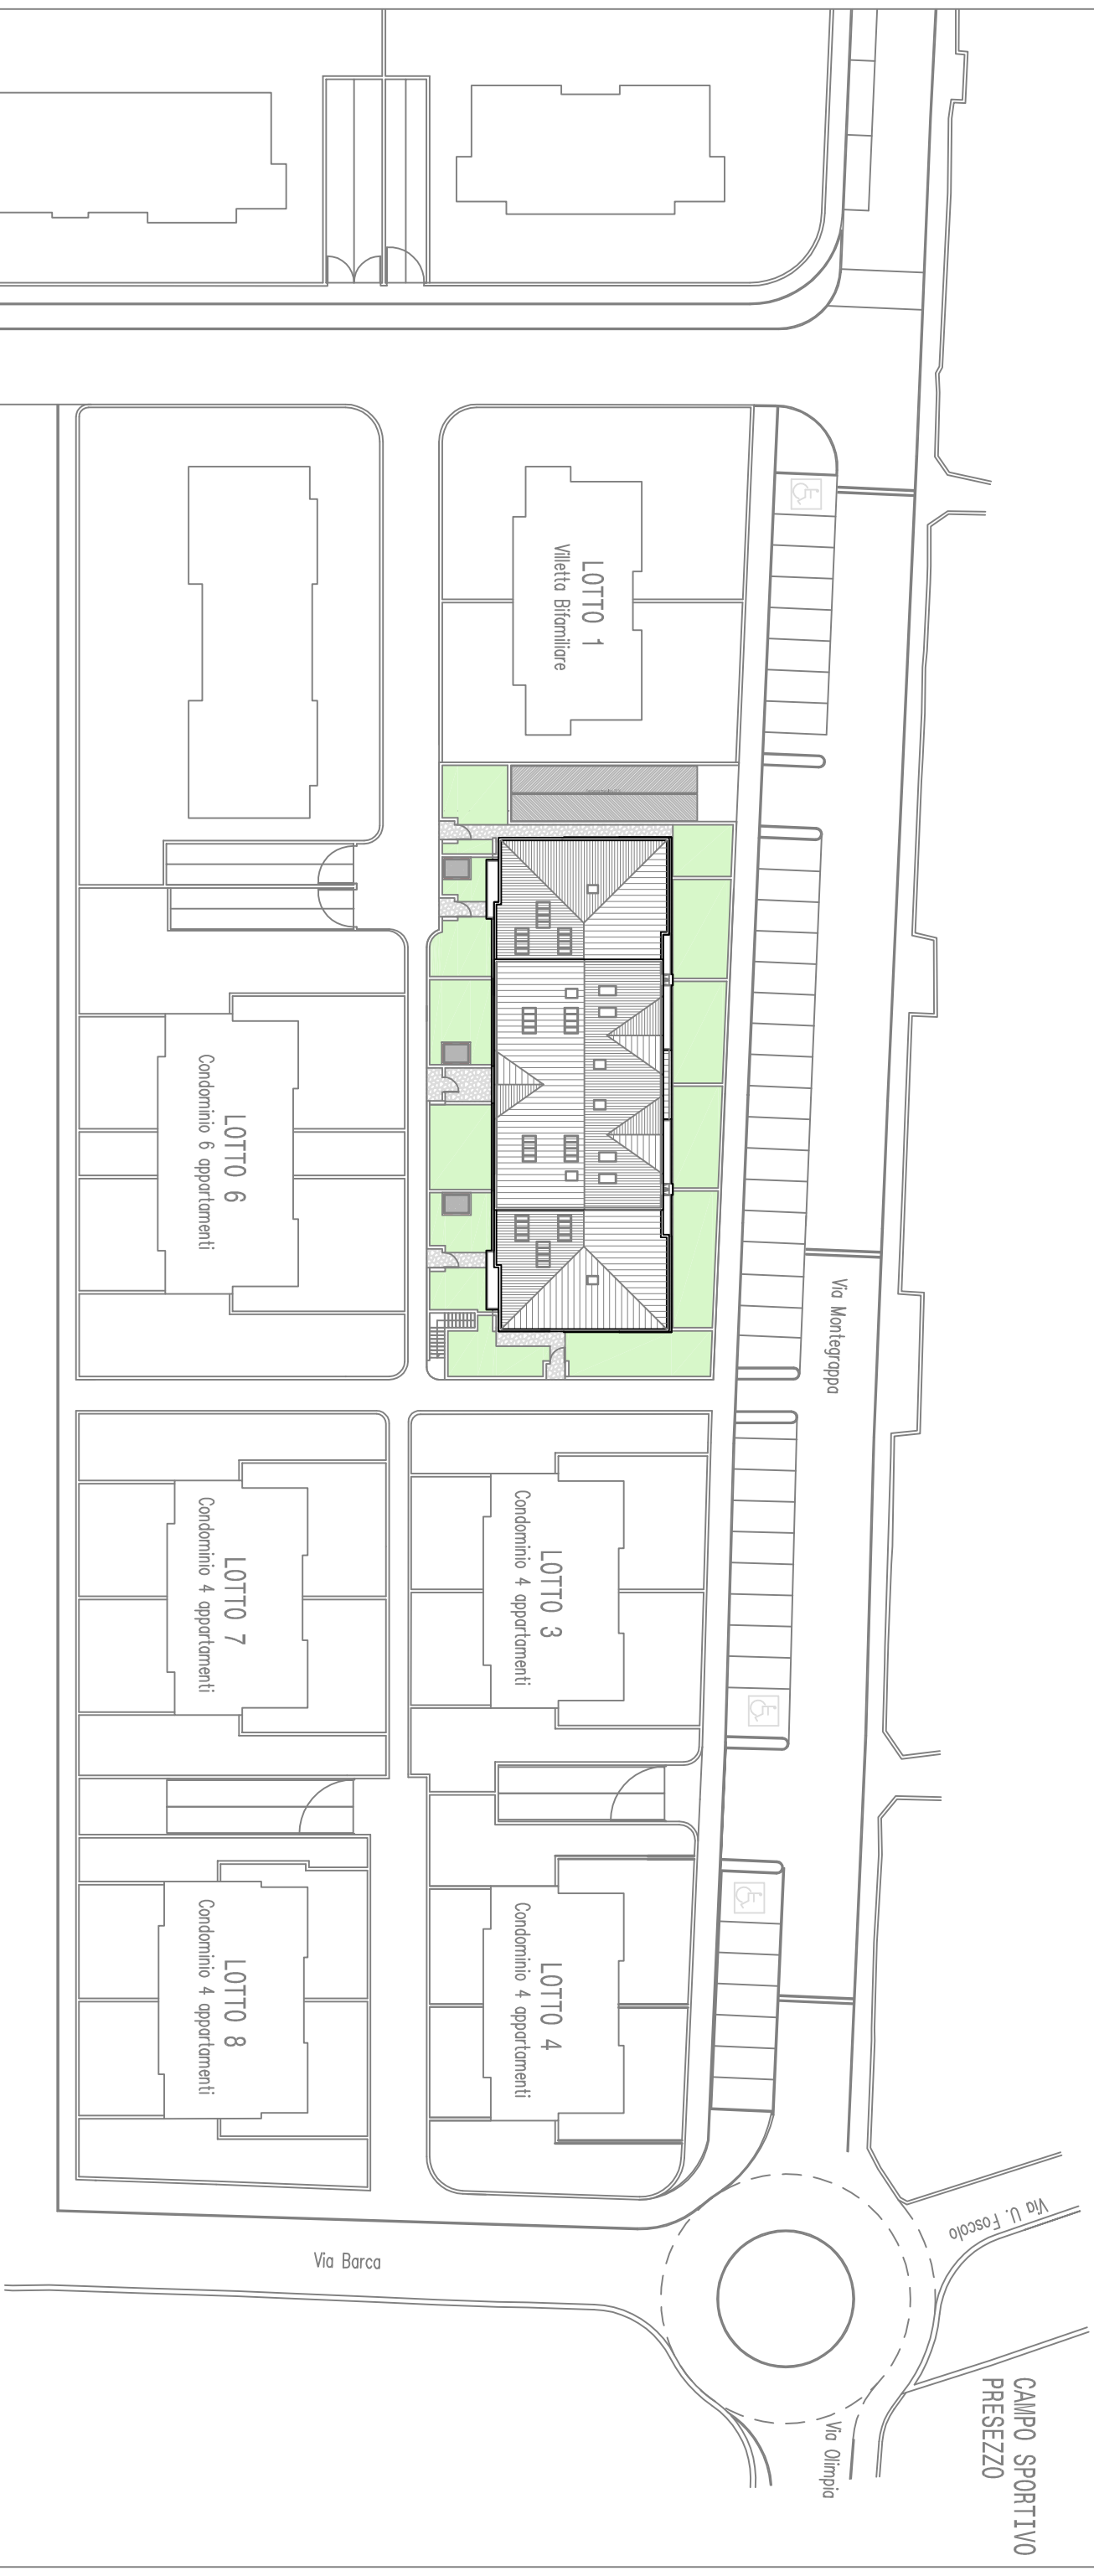 LOTTO 1
Villetta Bifamiliare
LOTTO 6
Condominio 6 appartamenti
Via Montegrappa
LOTTO 3
Condominio 4 appartamenti
LOTTO 7
Condominio 4 appartamenti
LOTTO 4
Condominio 4 appartamenti
LOTTO 8
Condominio 4 appartamenti
Via U. Foscolo
Via Barca
Via Olimpia
CAMPO SPORTIVO
PRESEZZO